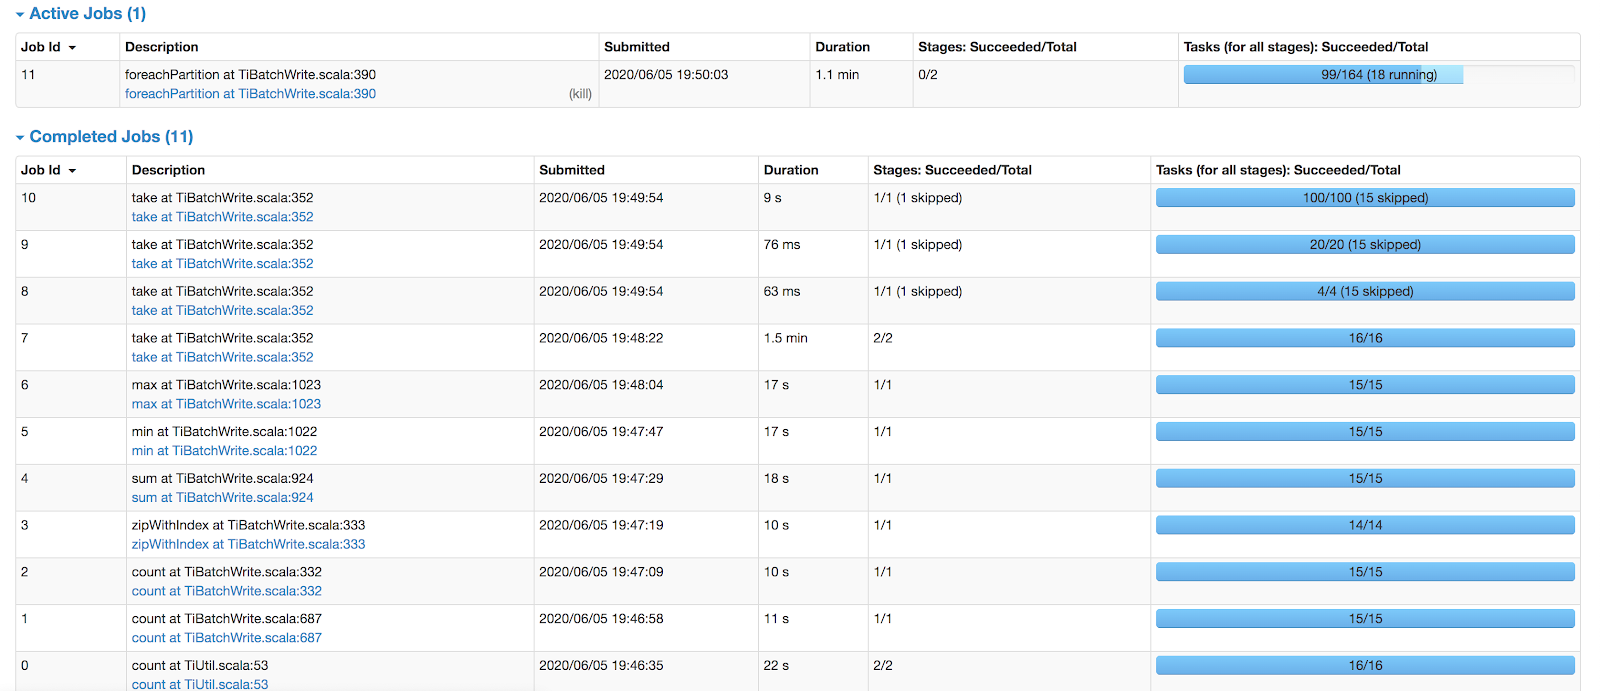 Active Jobs (1)
Job Id Description Submitted Duration Stages: Succeeded/Total Tasks (for all stages): Succeeded/Total
11 foreachPartition at TiBatchWrite.scala:390 2020/06/05 19:50:03 1.1 min 0/2 99/164 (18 running)
foreachPartition at TiBatchWrite.scala:390 (kill)
Completed Jobs (11)
Job Id Description Submitted Duration Stages: Succeeded/Total Tasks (for all stages): Succeeded/Total
10 take at TiBatchWrite.scala:352 2020/06/05 19:49:54 9 s 1/1 (1 skipped) 100/100 (15 skipped)
take at TiBatchWrite.scala:352
9 take at TiBatchWrite.scala:352 2020/06/05 19:49:54 76 ms 1/1 (1 skipped) 20/20 (15 skipped)
take at TiBatchWrite.scala:352
8 take at TiBatchWrite.scala:352 2020/06/05 19:49:54 63 ms 1/1 (1 skipped) 4/4 (15 skipped)
take at TiBatchWrite.scala:352
7 take at TiBatchWrite.scala:352 2020/06/05 19:48:22 1.5 min 2/2 16/16
take at TiBatchWrite.scala:352
6 max at TiBatchWrite.scala:1023 2020/06/05 19:48:04 17 s 1/1 15/15
max at TiBatchWrite.scala:1023
5 min at TiBatchWrite.scala:1022 2020/06/05 19:47:47 17 s 1/1 15/15
min at TiBatchWrite.scala:1022
4 sum at TiBatchWrite.scala:924 2020/06/05 19:47:29 18 s 1/1 15/15
sum at TiBatchWrite.scala:924
3 zipWithIndex at TiBatchWrite.scala:333 2020/06/05 19:47:19 10 s 1/1 14/14
zipWithIndex at TiBatchWrite.scala:333
2 count at TiBatchWrite.scala:332 2020/06/05 19:47:09 10 s 1/1 15/15
count at TiBatchWrite.scala:332
1 count at TiBatchWrite.scala:687 2020/06/05 19:46:58 11 s 1/1 15/15
count at TiBatchWrite.scala:687
0 count at TiUtil.scala:53 2020/06/05 19:46:35 22 s 2/2 16/16
count at TiUtil.scala:53